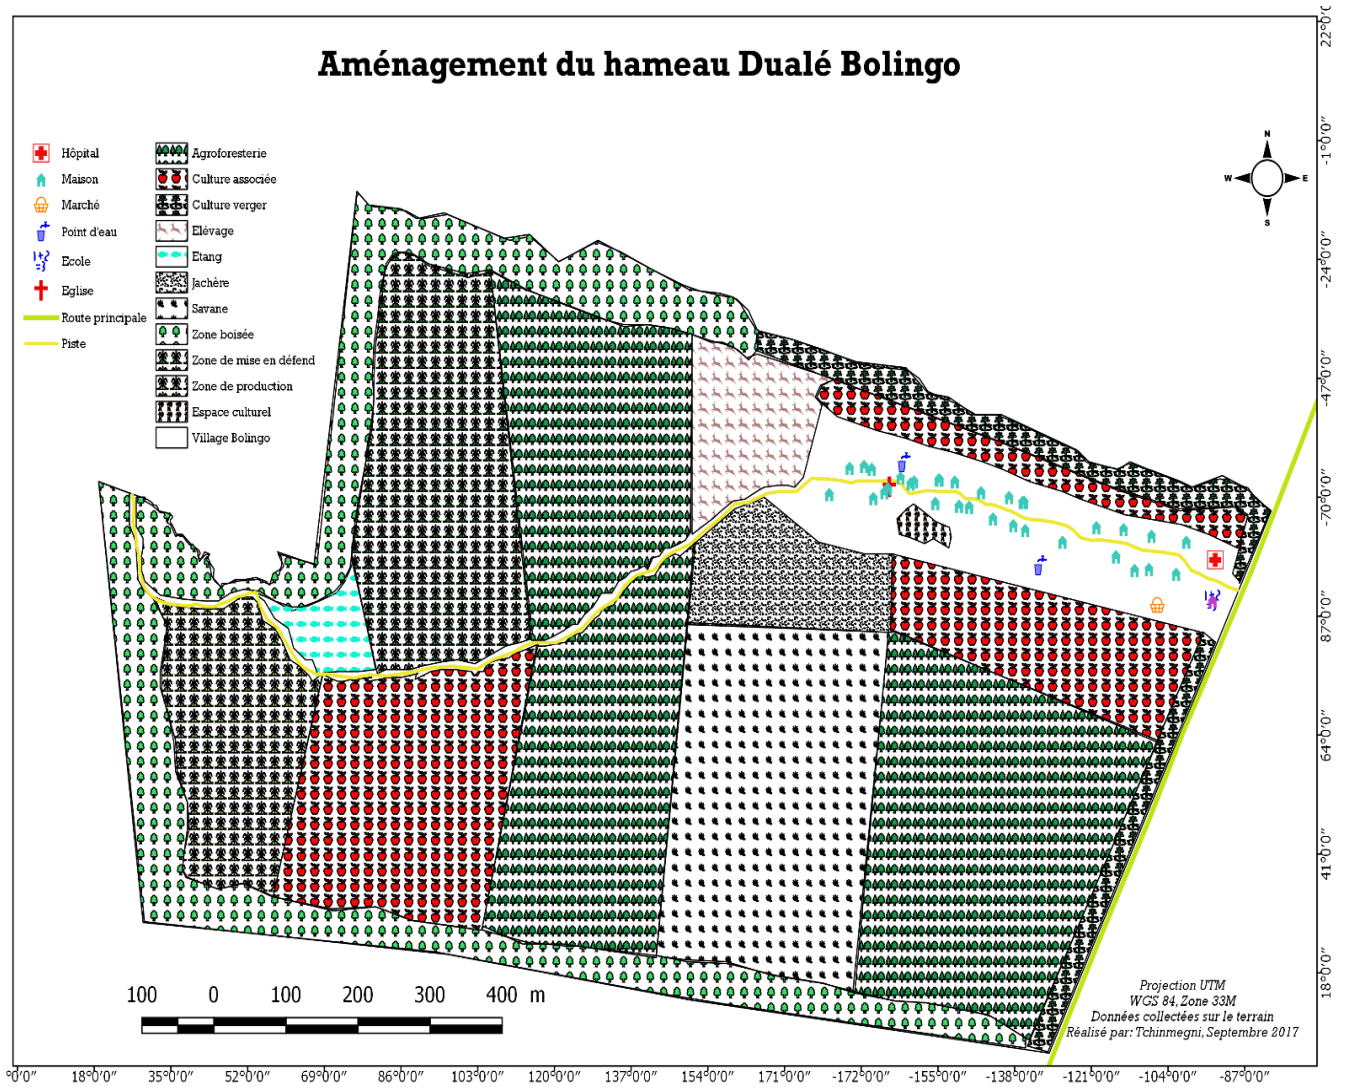 Aménagement du hameau Dualé Bolingo
Hôpital
Maison
Marché
Point d'eau
Ecole
Eglise
Route principale
Piste
Agroforesterie
Culture associée
Culture verger
Elévage
Etang
Jachère
Savane
Zone boisée
Zone de mise en défend
Zone de production
Espace culturel
Village Bolingo
N
W E
S
22°0'0''
-1°0'0''
-24°0'0''
-47°0'0''
-70°0'0''
87°0'0''
64°0'0''
41°0'0''
18°0'0''
100 0 100 200 300 400 m
Projection UTM
WGS 84, Zone 33M
Données collectées sur le terrain
Réalisé par: Tchinmegni, Septembre 2017
0°0'0'' 18°0'0'' 35°0'0'' 52°0'0'' 69°0'0'' 86°0'0'' 103°0'0'' 120°0'0'' 137°0'0'' 154°0'0'' 171°0'0'' -172°0'0'' -155°0'0'' -138°0'0'' -121°0'0'' -104°0'0'' -87°0'0''